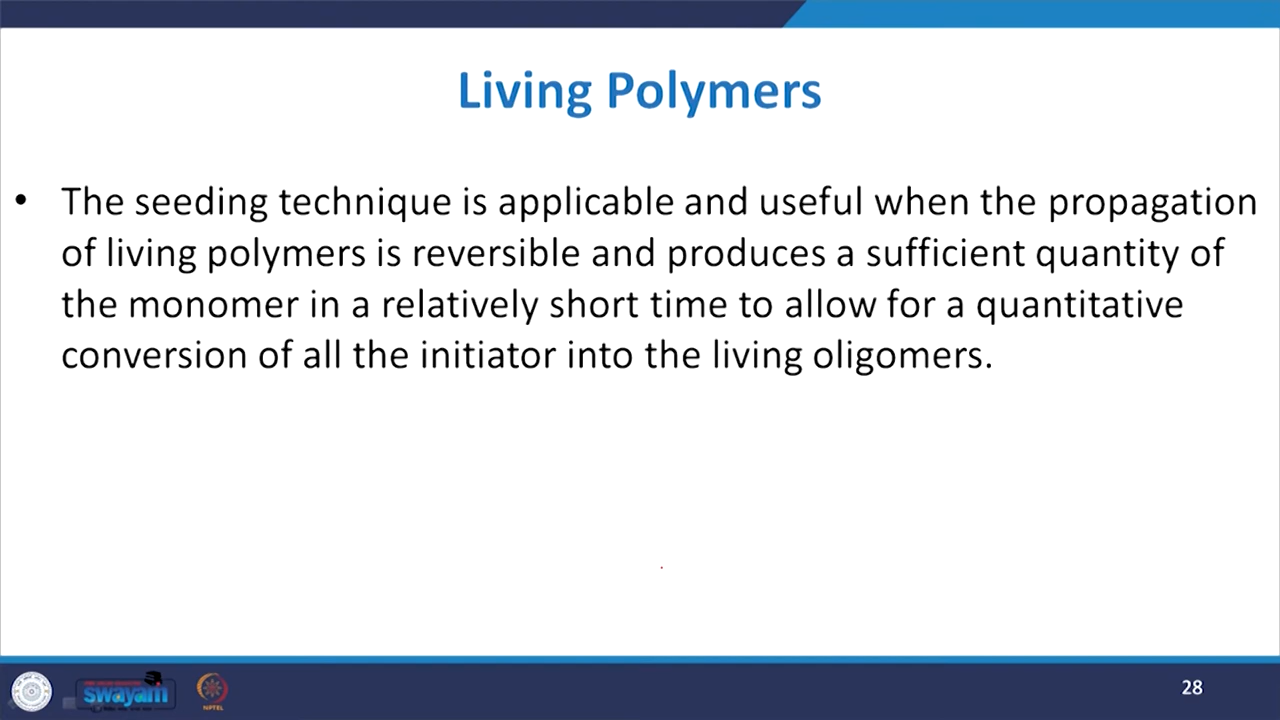 Living Polymers
• The seeding technique is applicable and useful when the propagation
of living polymers is reversible and produces a sufficient quantity of
the monomer in a relatively short time to allow for a quantitative
conversion of all the initiator into the living oligomers.
swayam
NPTEL
28